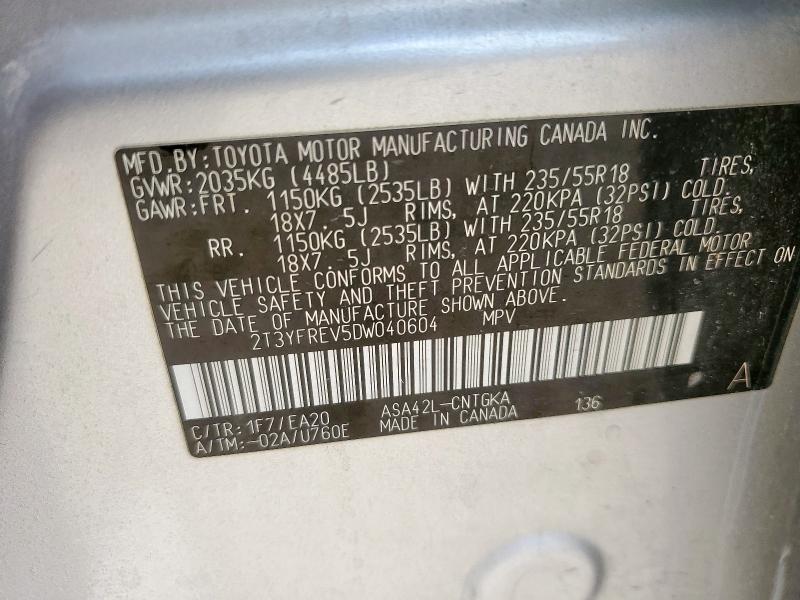 MFD.BY:TOYOTA MOTOR MANUFACTURING CANADA INC.
GVWR:2035KG (4485LB)
GAWR:FRT. 1150KG (2535LB) WITH 235/55R18 TIRES,
18X7.5J RIMS, AT 220KPA (32PSI) COLD.
RR. 1150KG (2535LB) WITH 235/55R18 TIRES,
18X7.5J RIMS, AT 220KPA (32PSI) COLD.
THIS VEHICLE CONFORMS TO ALL APPLICABLE FEDERAL MOTOR
VEHICLE SAFETY AND THEFT PREVENTION STANDARDS IN EFFECT ON
THE DATE OF MANUFACTURE SHOWN ABOVE.
2T3YFREV5DW040604 MPV
A
C/TR:1F7/EA20 ASA42L-CNTGKA 136
A/TM:-02A/U760E MADE IN CANADA